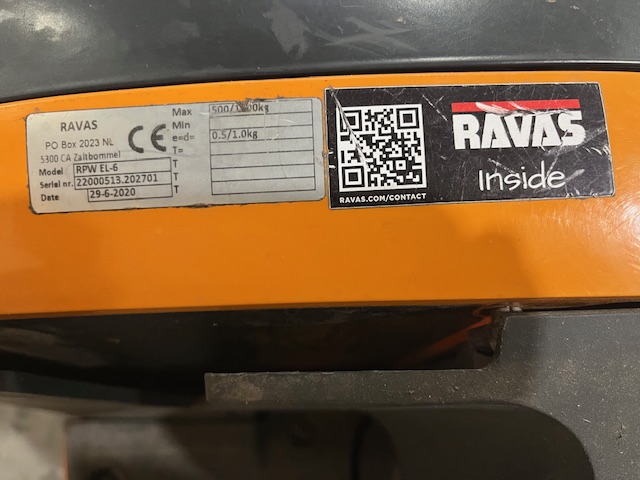 RAVAS
PO Box 2023 NL
5300 CA Zaltbommel
CE
Model RPW EL-6
Serial nr. 22000513.202701
Date 29-6-2020
Max
Min
e=d= 0.5/1.0kg
T=
T
T
T
RAVAS.COM/CONTACT
RAVAS
Inside